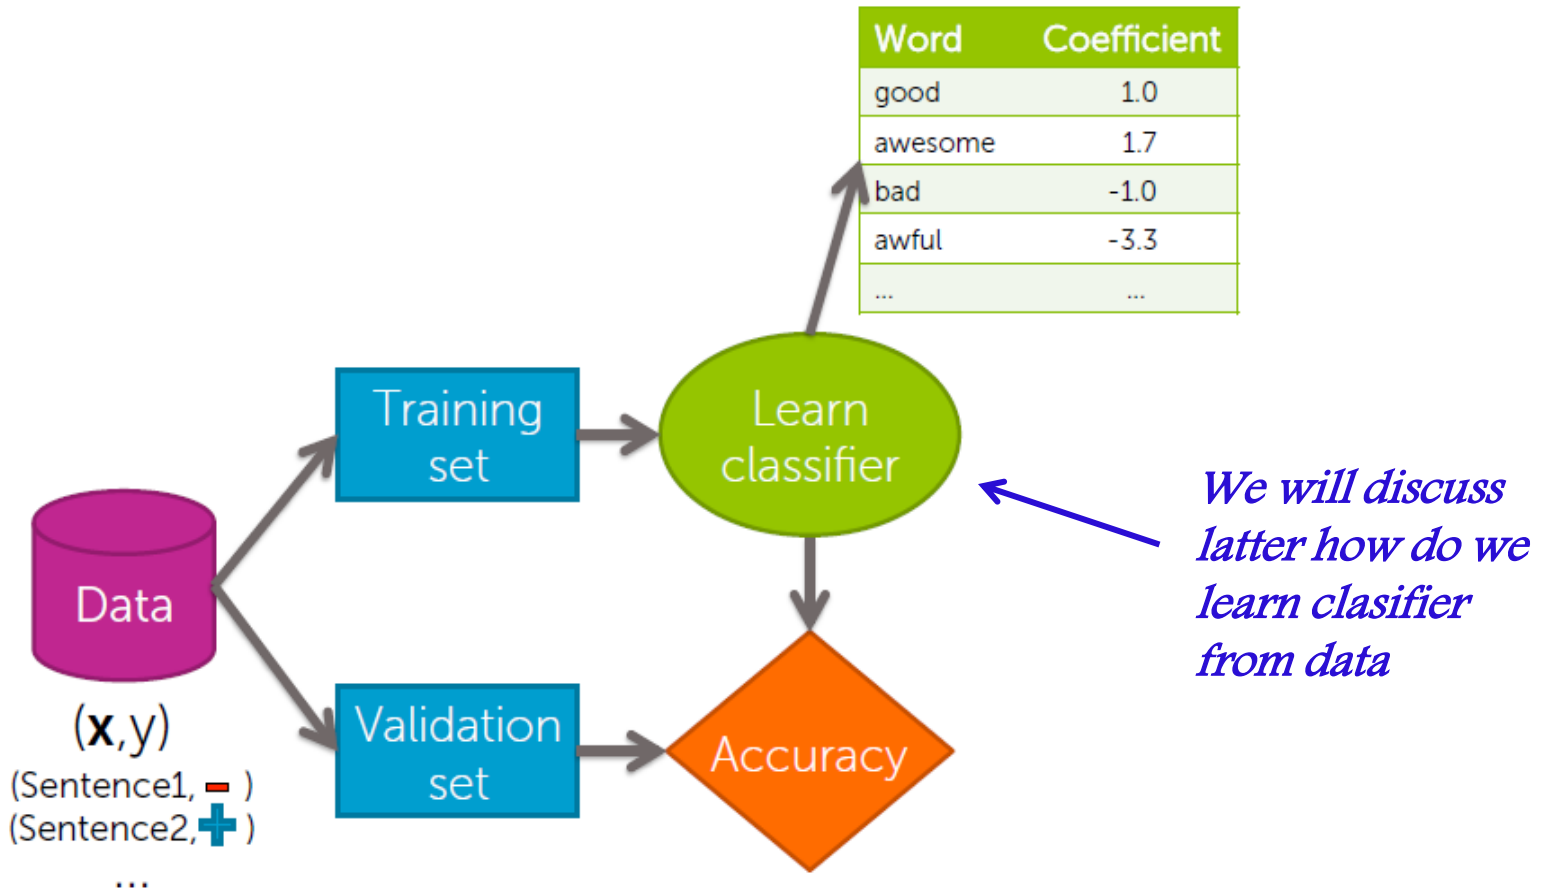 Word Coefficient
good 1.0
awesome 1.7
bad -1.0
awful -3.3
... ...
Training
set
Learn
classifier
We will discuss
latter how do we
learn clasifier
from data
Data
(x,y)
(Sentence1, - )
(Sentence2, + )
...
Validation
set
Accuracy